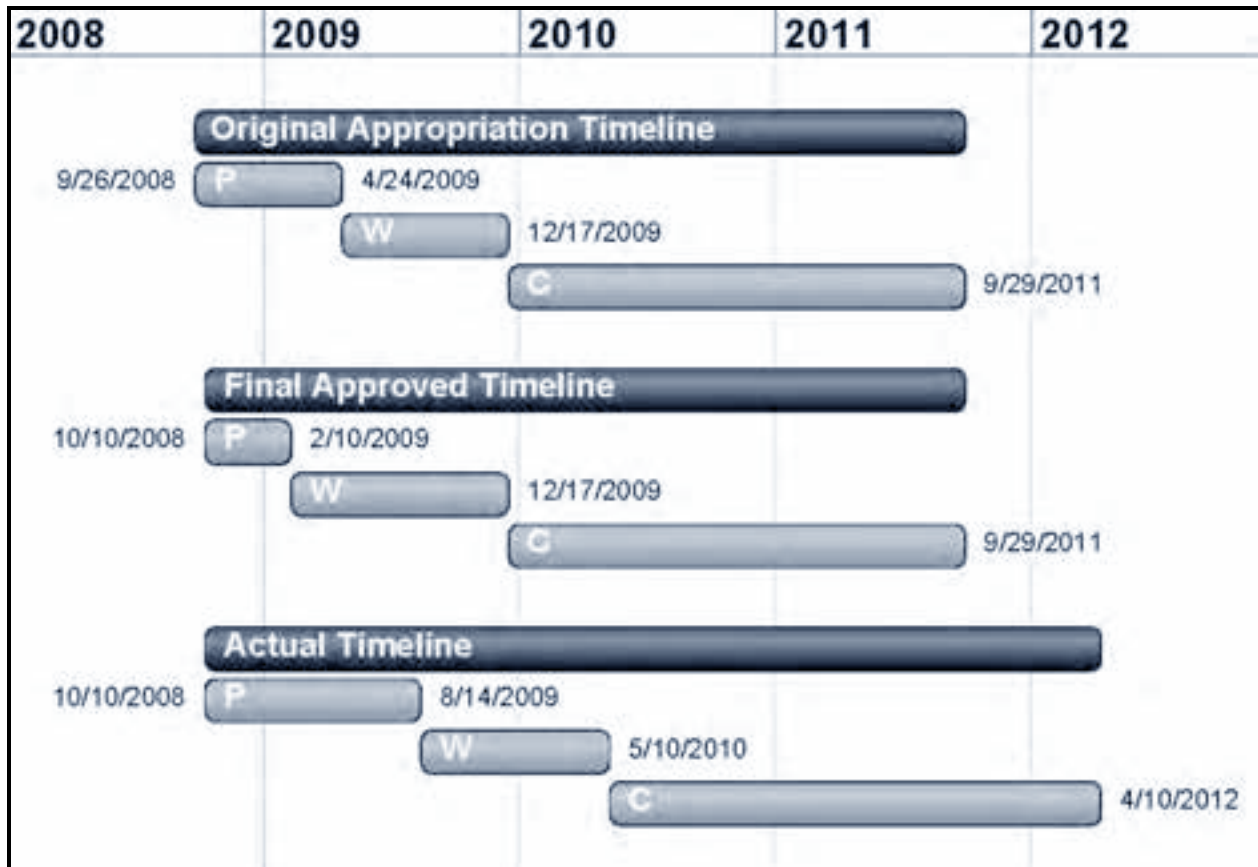 2008 2009 2010 2011 2012
Original Appropriation Timeline
9/26/2008 P 4/24/2009
W 12/17/2009
C 9/29/2011
Final Approved Timeline
10/10/2008 P 2/10/2009
W 12/17/2009
C 9/29/2011
Actual Timeline
10/10/2008 P 8/14/2009
W 5/10/2010
C 4/10/2012